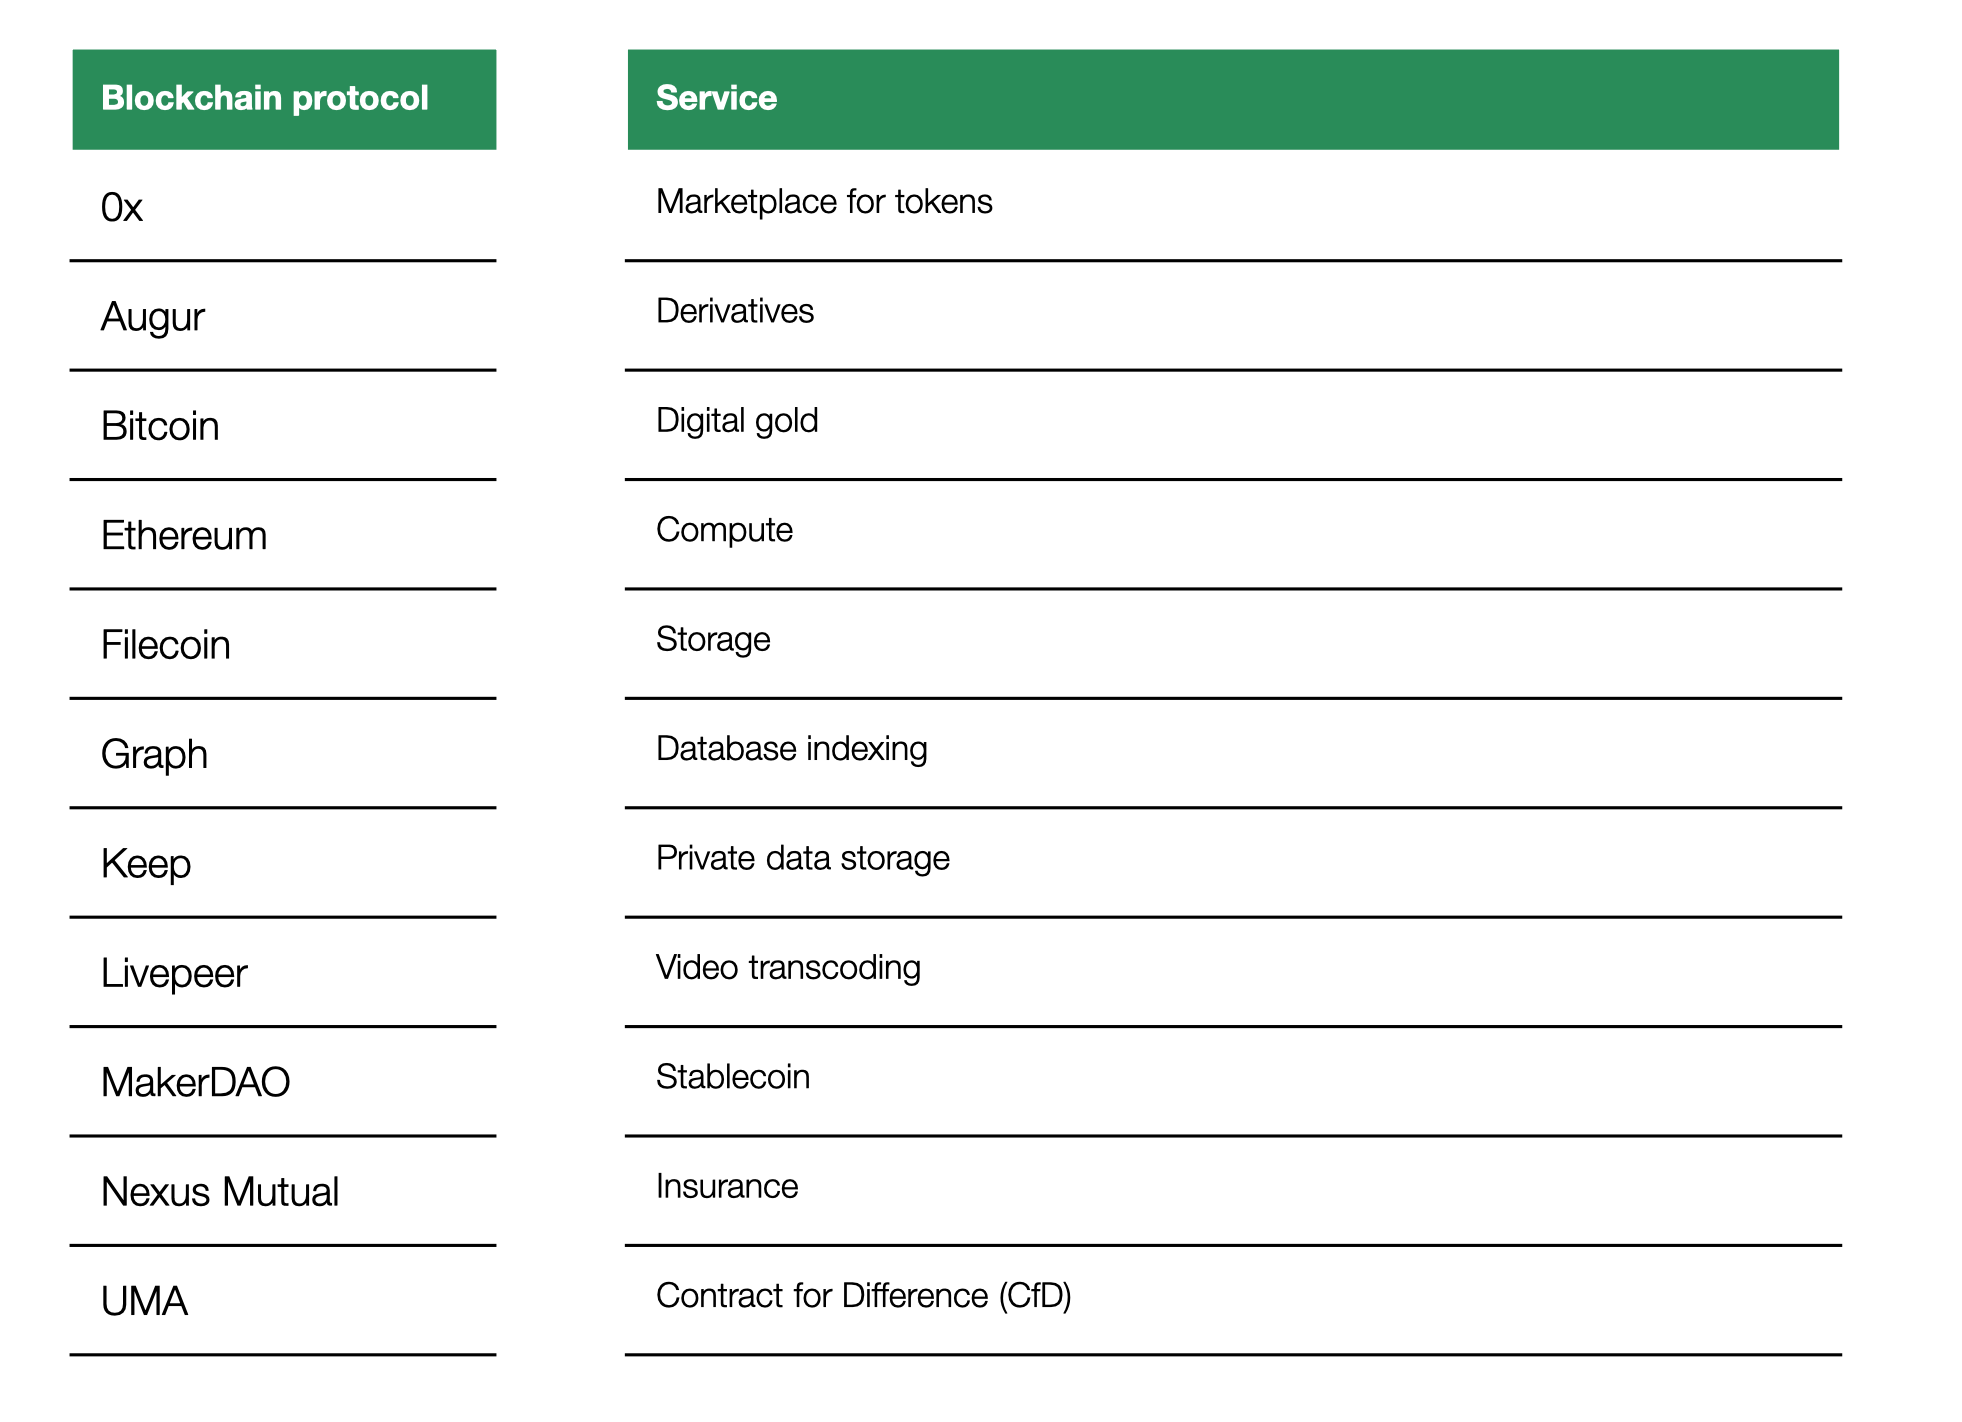 Blockchain protocol Service
0x Marketplace for tokens
Augur Derivatives
Bitcoin Digital gold
Ethereum Compute
Filecoin Storage
Graph Database indexing
Keep Private data storage
Livepeer Video transcoding
MakerDAO Stablecoin
Nexus Mutual Insurance
UMA Contract for Difference (CfD)